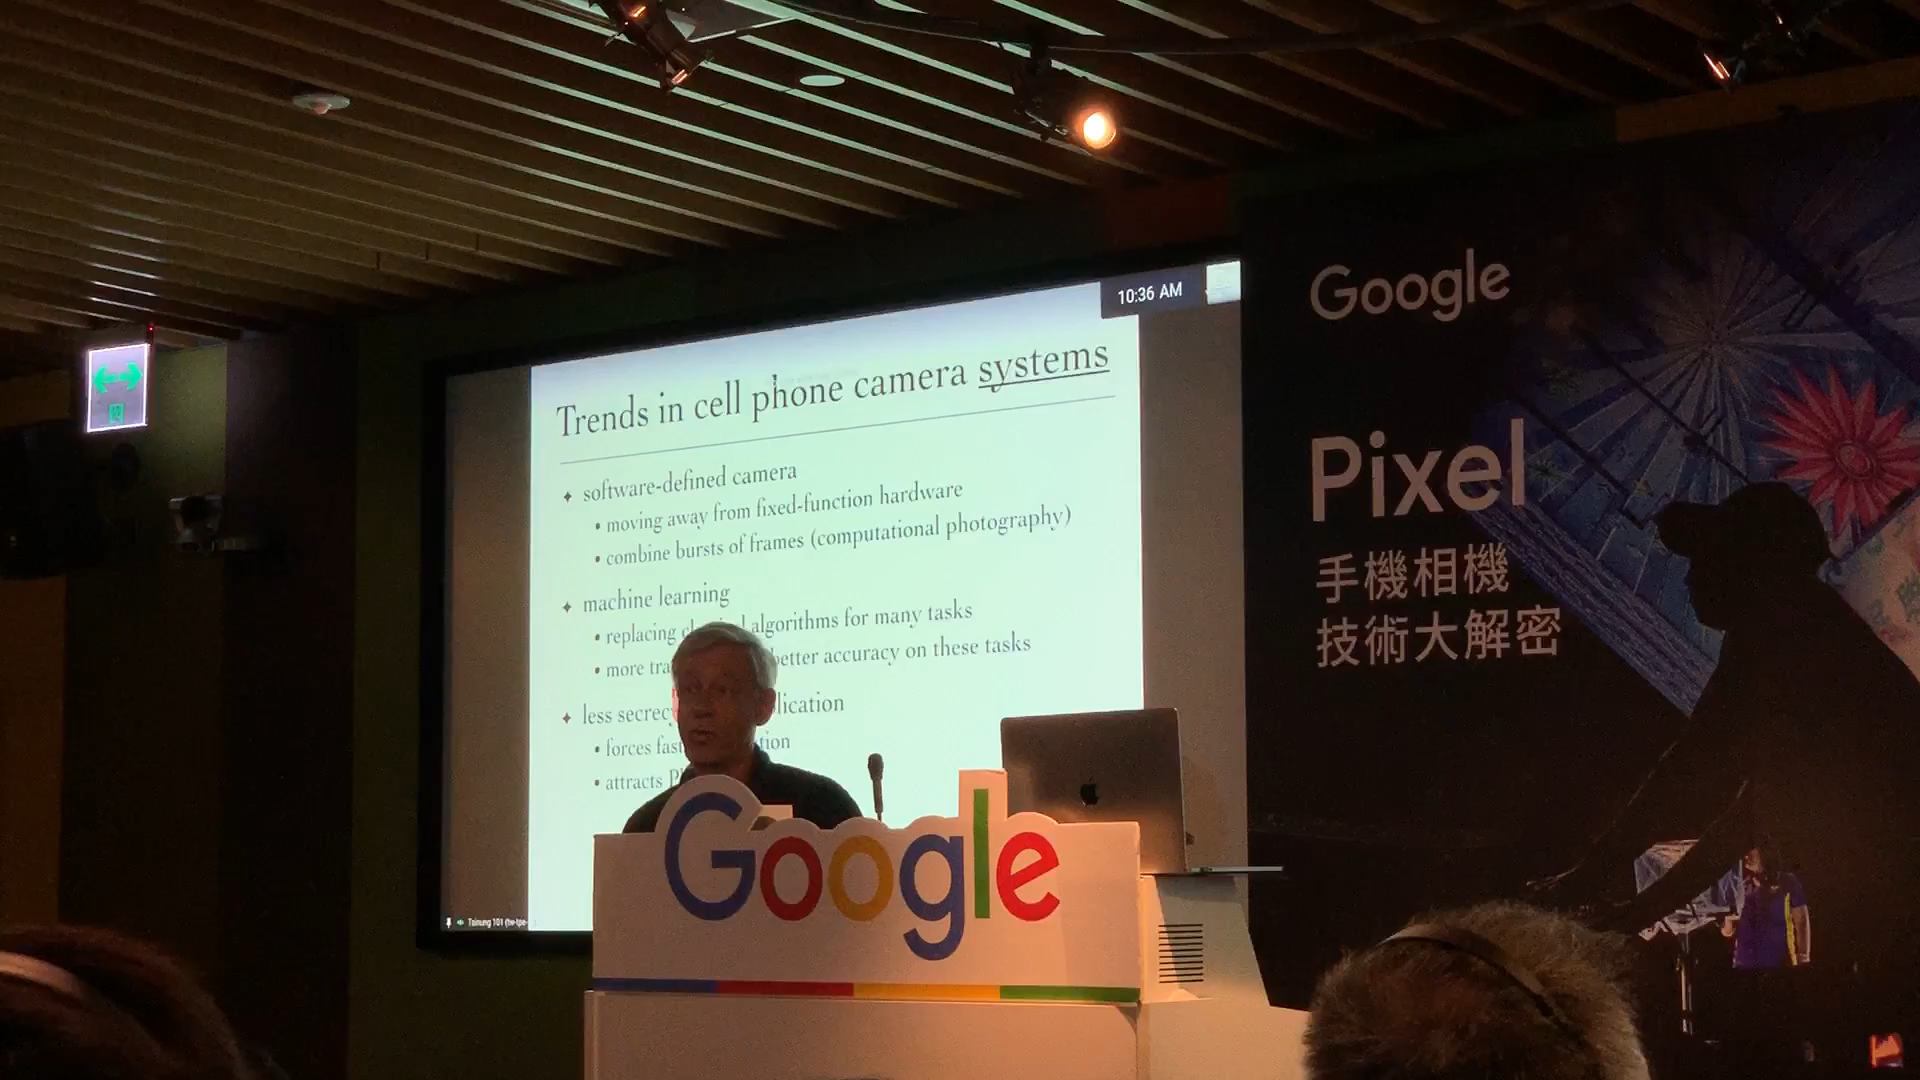 10:36 AM
Trends in cell phone camera systems
✦ software-defined camera
• moving away from fixed-function hardware
• combine bursts of frames (computational photography)
✦ machine learning
• replacing algorithms for many tasks
• more better accuracy on these tasks
✦ less
• forces
• attracts
Google
Google
Pixel
手機相機
技術大解密